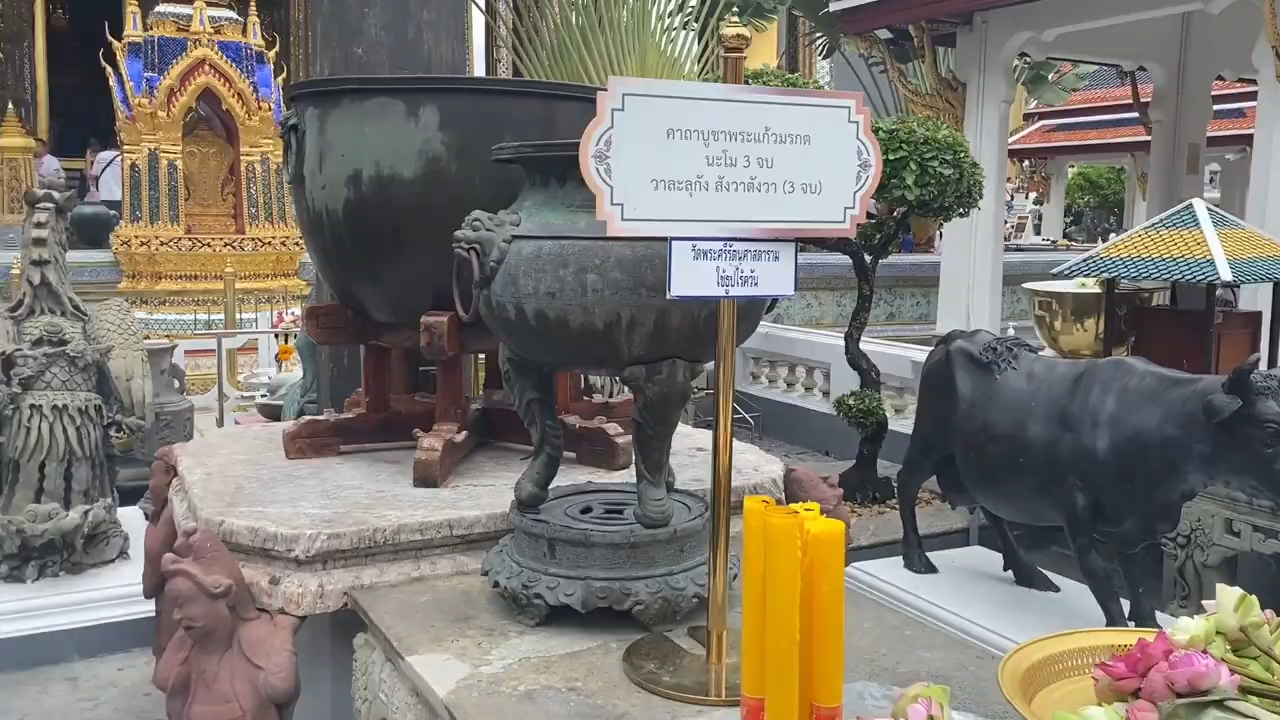 คาถาบูชาพระแก้วมรกต
นะโม 3 จบ
วาละลุกัง สังวาตังวา (3 จบ)
วัดพระศรีรัตนศาสดาราม
ใช้ธูปไร้ควัน